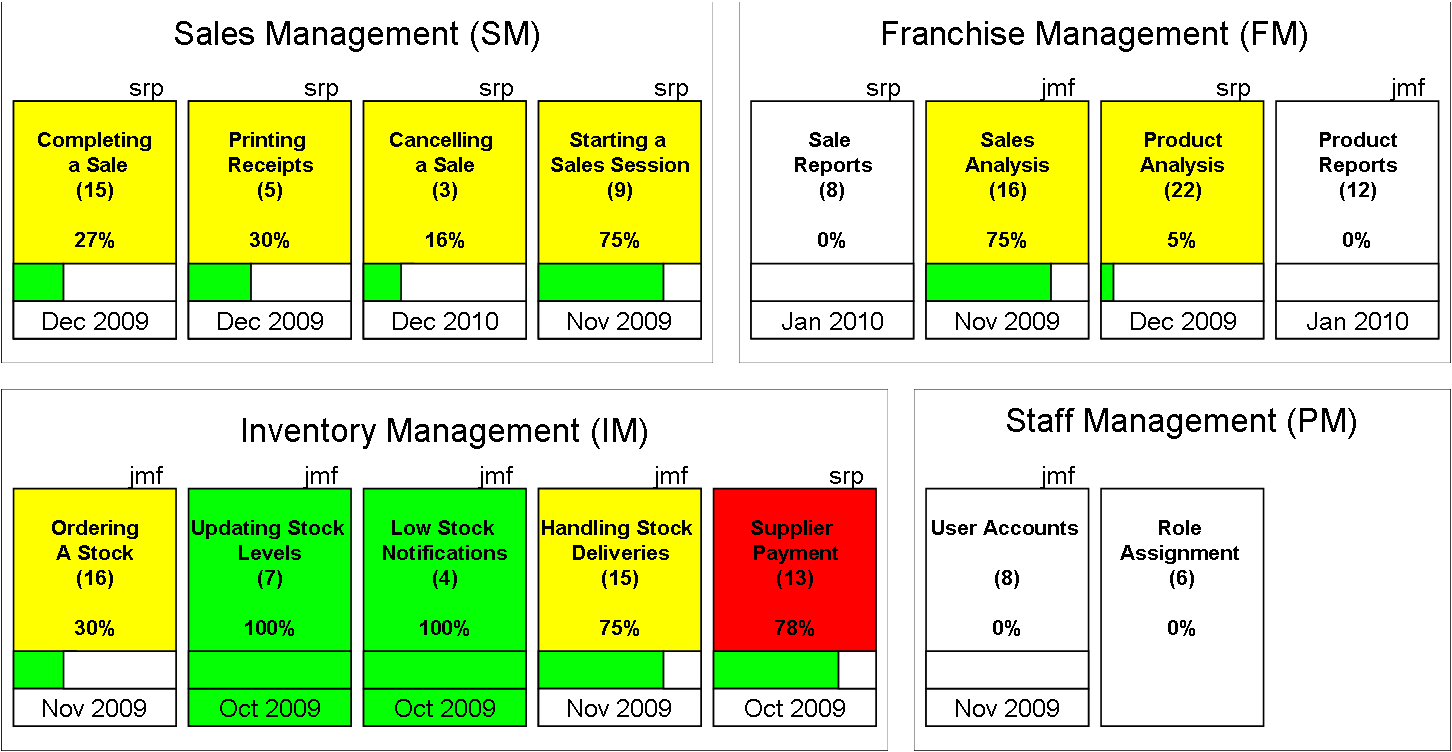 Sales Management (SM)
srp
Completing
a Sale
(15)
27%
Dec 2009
srp
Printing
Receipts
(5)
30%
Dec 2009
srp
Cancelling
a Sale
(3)
16%
Dec 2010
srp
Starting a
Sales Session
(9)
75%
Nov 2009
Franchise Management (FM)
srp
Sale
Reports
(8)
0%
Jan 2010
jmf
Sales
Analysis
(16)
75%
Nov 2009
srp
Product
Analysis
(22)
5%
Dec 2009
jmf
Product
Reports
(12)
0%
Jan 2010
Inventory Management (IM)
jmf
Ordering
A Stock
(16)
30%
Nov 2009
jmf
Updating Stock
Levels
(7)
100%
Oct 2009
jmf
Low Stock
Notifications
(4)
100%
Oct 2009
jmf
Handling Stock
Deliveries
(15)
75%
Nov 2009
srp
Supplier
Payment
(13)
78%
Oct 2009
Staff Management (PM)
jmf
User Accounts
(8)
0%
Nov 2009
Role
Assignment
(6)
0%